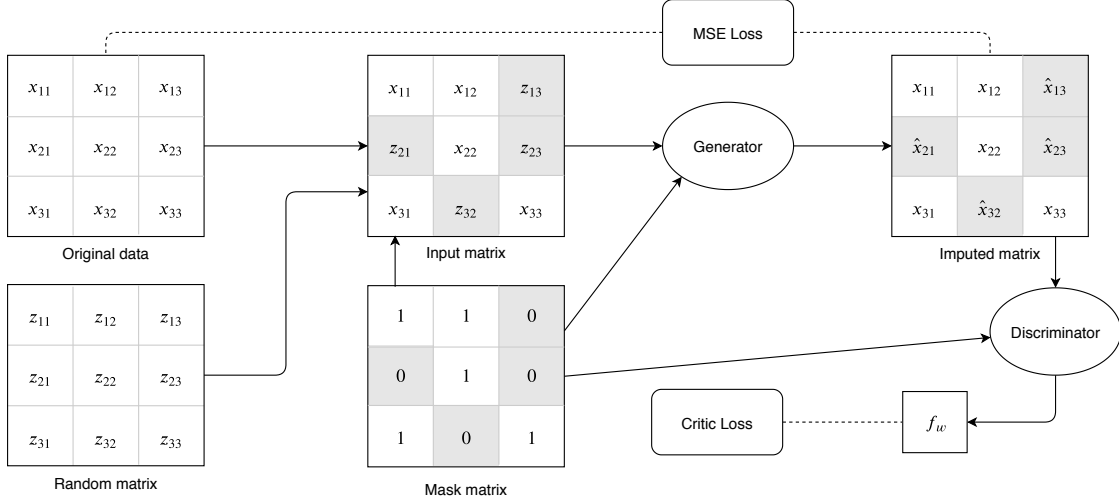 MSE Loss
x₁₁ x₁₂ x₁₃
x₂₁ x₂₂ x₂₃
x₃₁ x₃₂ x₃₃
Original data
x₁₁ x₁₂ z₁₃
z₂₁ x₂₂ z₂₃
x₃₁ z₃₂ x₃₃
Input matrix
Generator
x₁₁ x₁₂ x̂₁₃
x̂₂₁ x₂₂ x̂₂₃
x₃₁ x̂₃₂ x₃₃
Imputed matrix
z₁₁ z₁₂ z₁₃
z₂₁ z₂₂ z₂₃
z₃₁ z₃₂ z₃₃
Random matrix
1 1 0
0 1 0
1 0 1
Mask matrix
Discriminator
Critic Loss
f_w